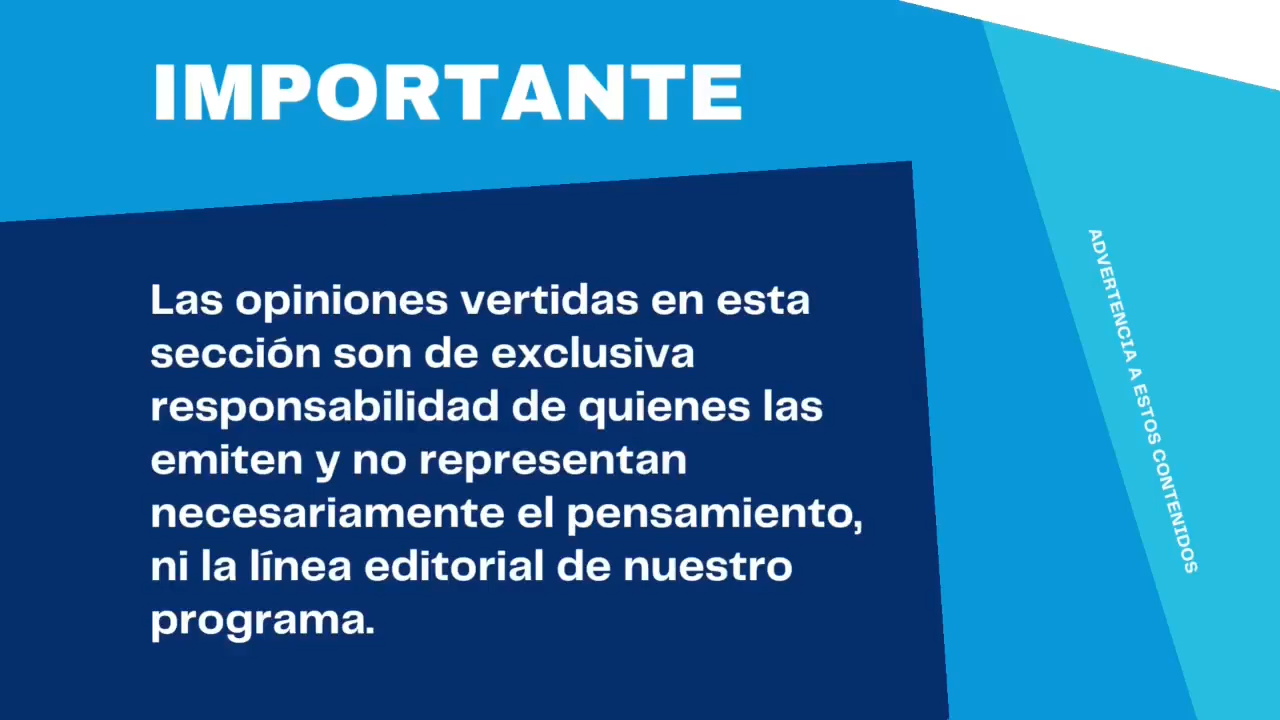 IMPORTANTE
Las opiniones vertidas en esta
sección son de exclusiva
responsabilidad de quienes las
emiten y no representan
necesariamente el pensamiento,
ni la línea editorial de nuestro
programa.
ADVERTENCIA A ESTOS CONTENIDOS